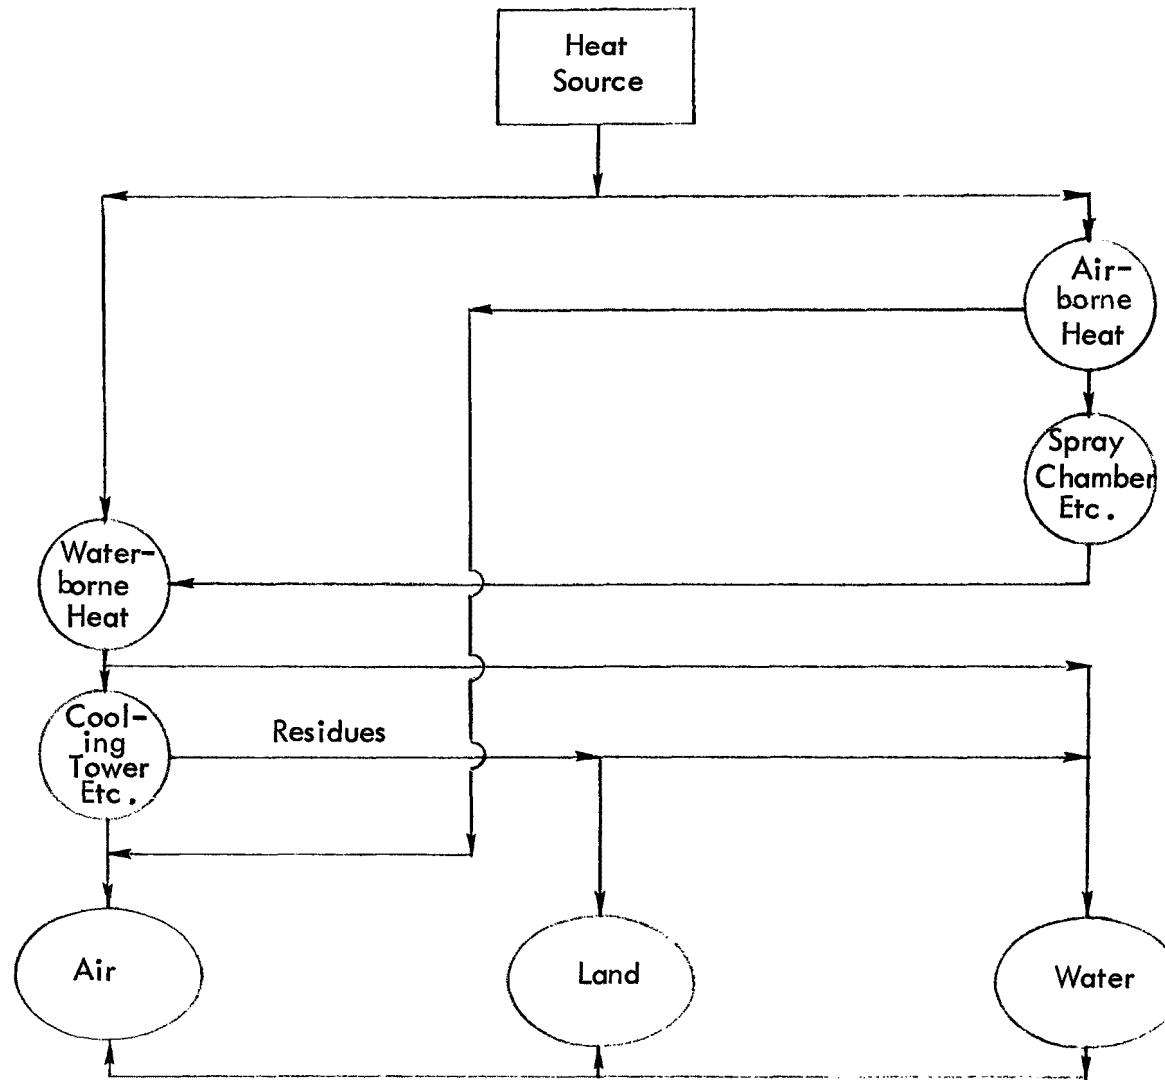 Heat
Source
Air-
borne
Heat
Spray
Chamber
Etc.
Water-
borne
Heat
Cool-
ing
Tower
Etc.
Residues
Air
Land
Water